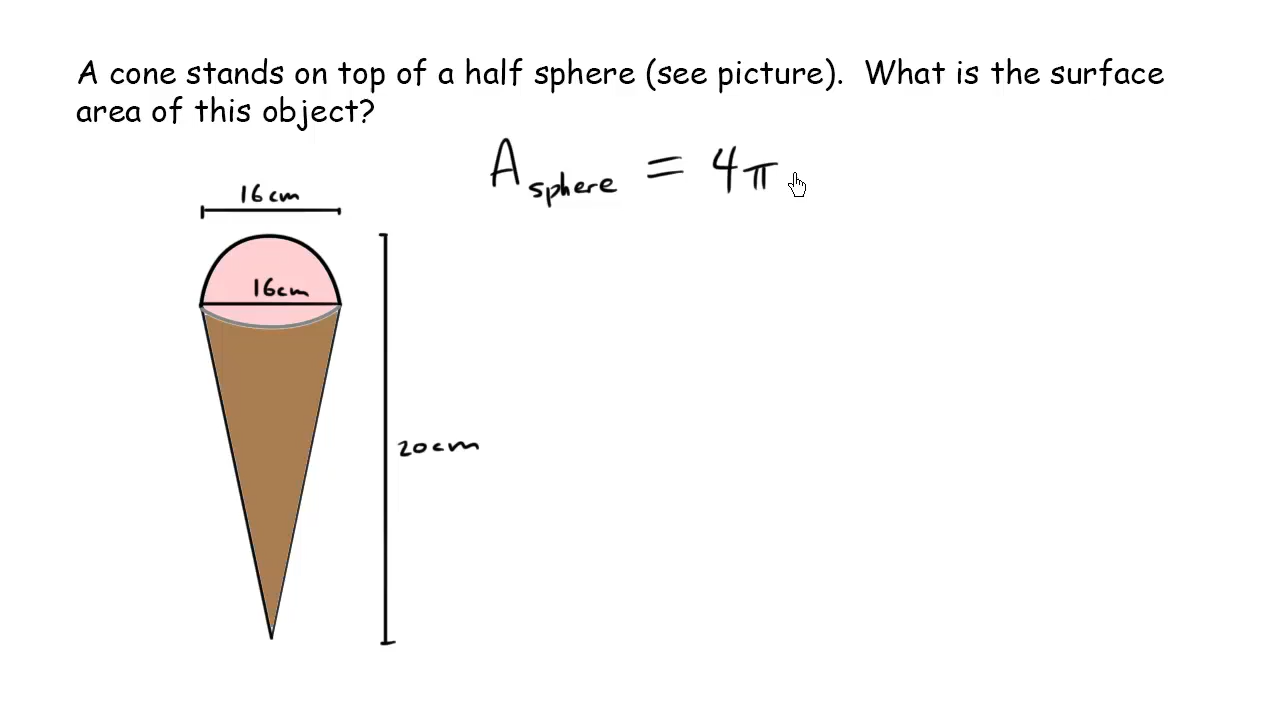 A cone stands on top of a half sphere (see picture). What is the surface
area of this object?
A sphere = 4π
16cm
16cm
20cm